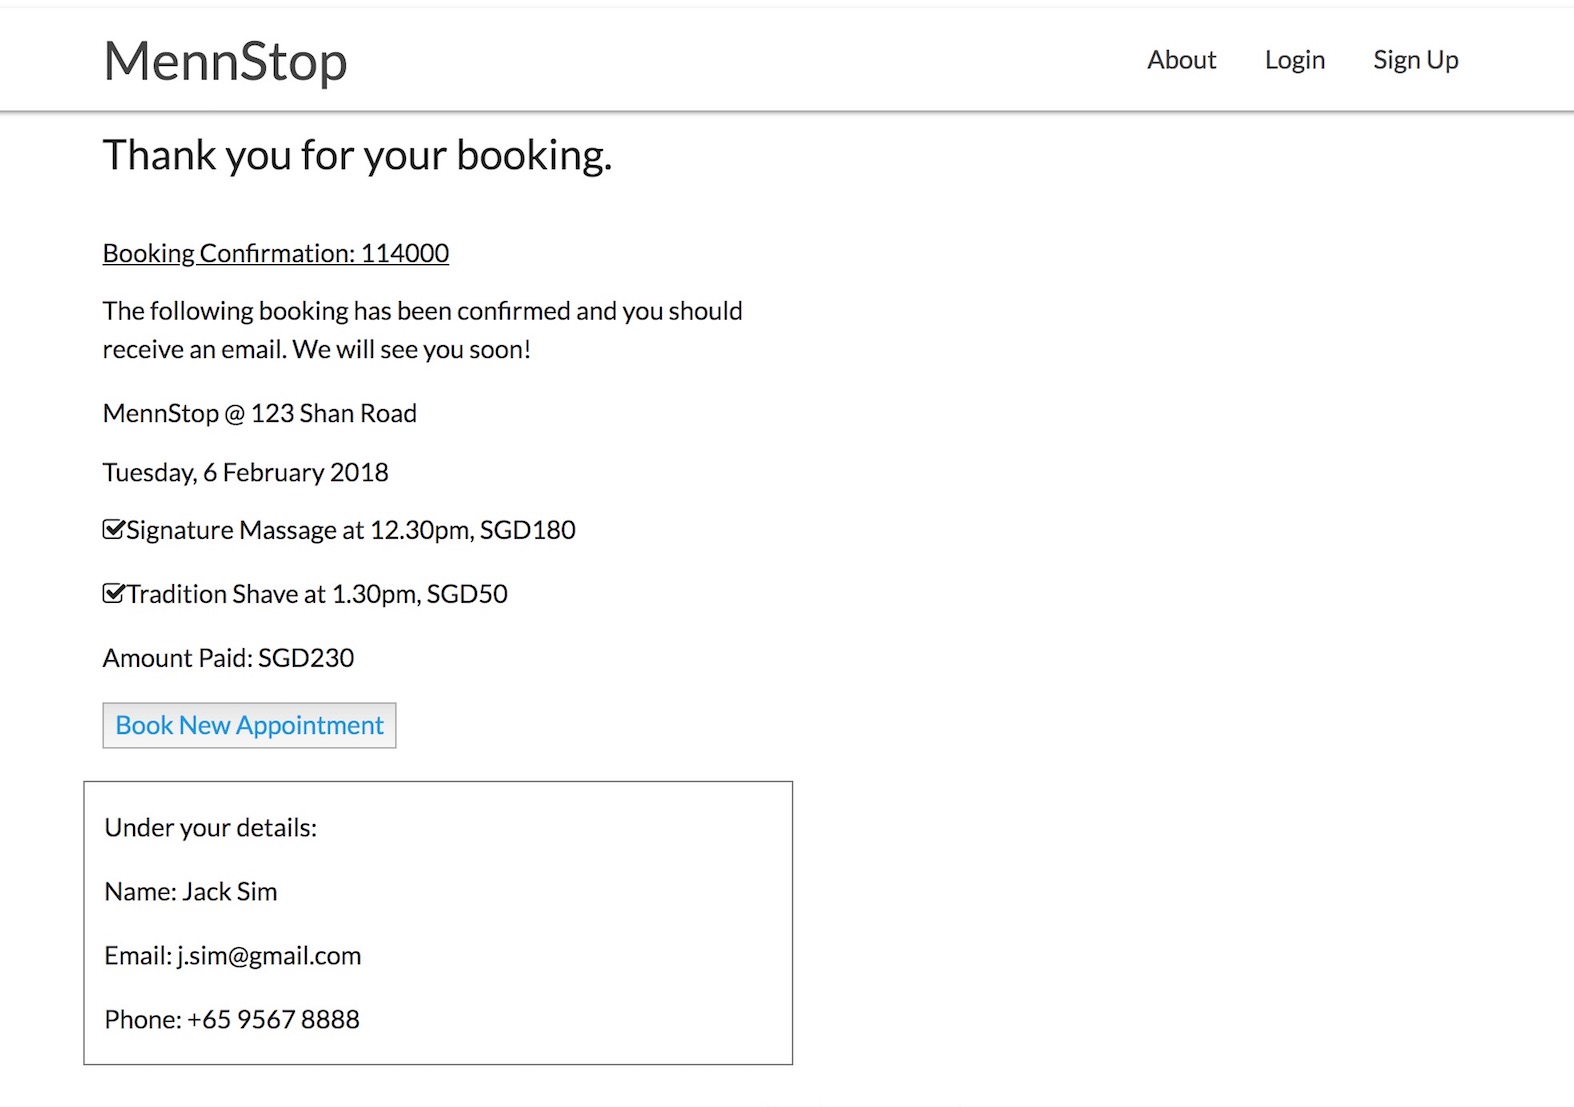 MennStop
About Login Sign Up
Thank you for your booking.
Booking Confirmation: 114000
The following booking has been confirmed and you should
receive an email. We will see you soon!
MennStop @ 123 Shan Road
Tuesday, 6 February 2018
Signature Massage at 12.30pm, SGD180
Tradition Shave at 1.30pm, SGD50
Amount Paid: SGD230
Book New Appointment
Under your details:
Name: Jack Sim
Email: j.sim@gmail.com
Phone: +65 9567 8888